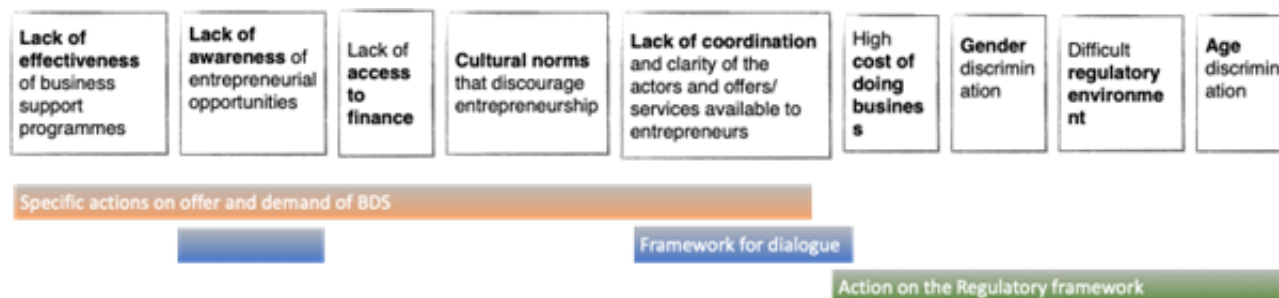 Lack of
effectiveness
of business
support
programmes
Lack of
awareness of
entrepreneurial
opportunities
Lack of
access
to
finance
Cultural norms
that discourage
entrepreneurship
Lack of coordination
and clarity of the
actors and offers/
services available to
entrepreneurs
High
cost of
doing
busines
s
Gender
discrimin
ation
Difficult
regulatory
environme
nt
Age
discrimin
ation
Specific actions on offer and demand of BDS
Framework for dialogue
Action on the Regulatory framework